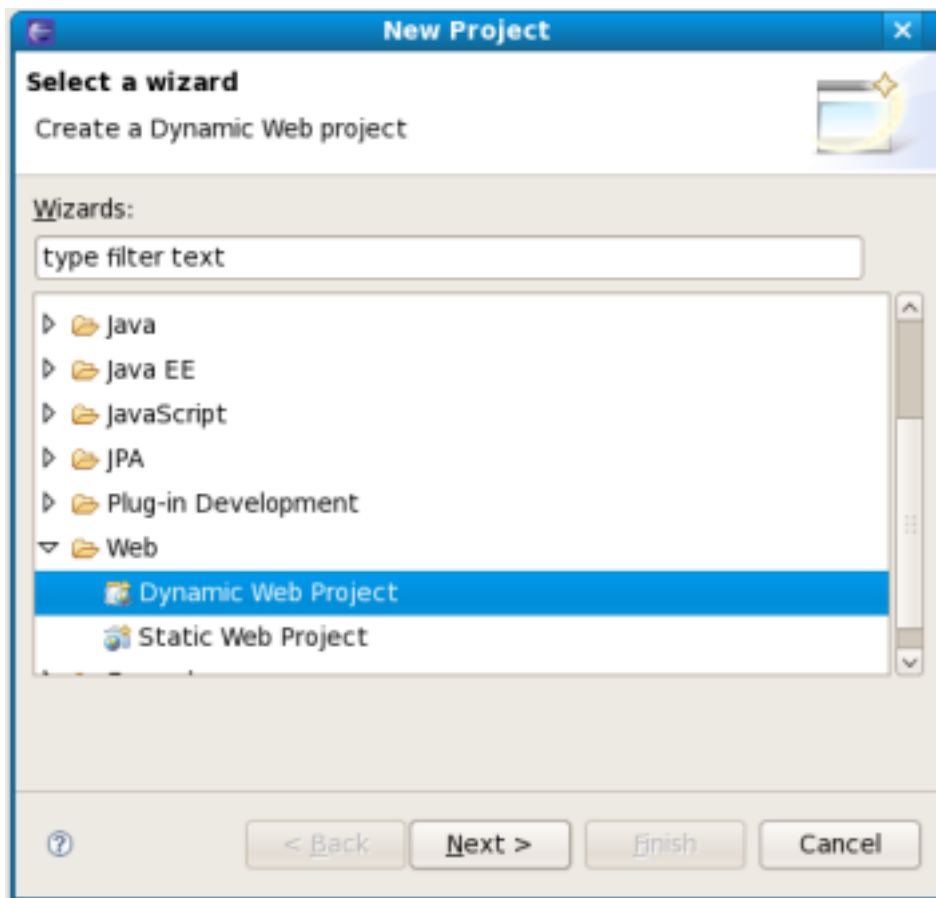 New Project
Select a wizard
Create a Dynamic Web project
Wizards:
type filter text
Java
Java EE
JavaScript
JPA
Plug-in Development
Web
Dynamic Web Project
Static Web Project
< Back Next > Finish Cancel